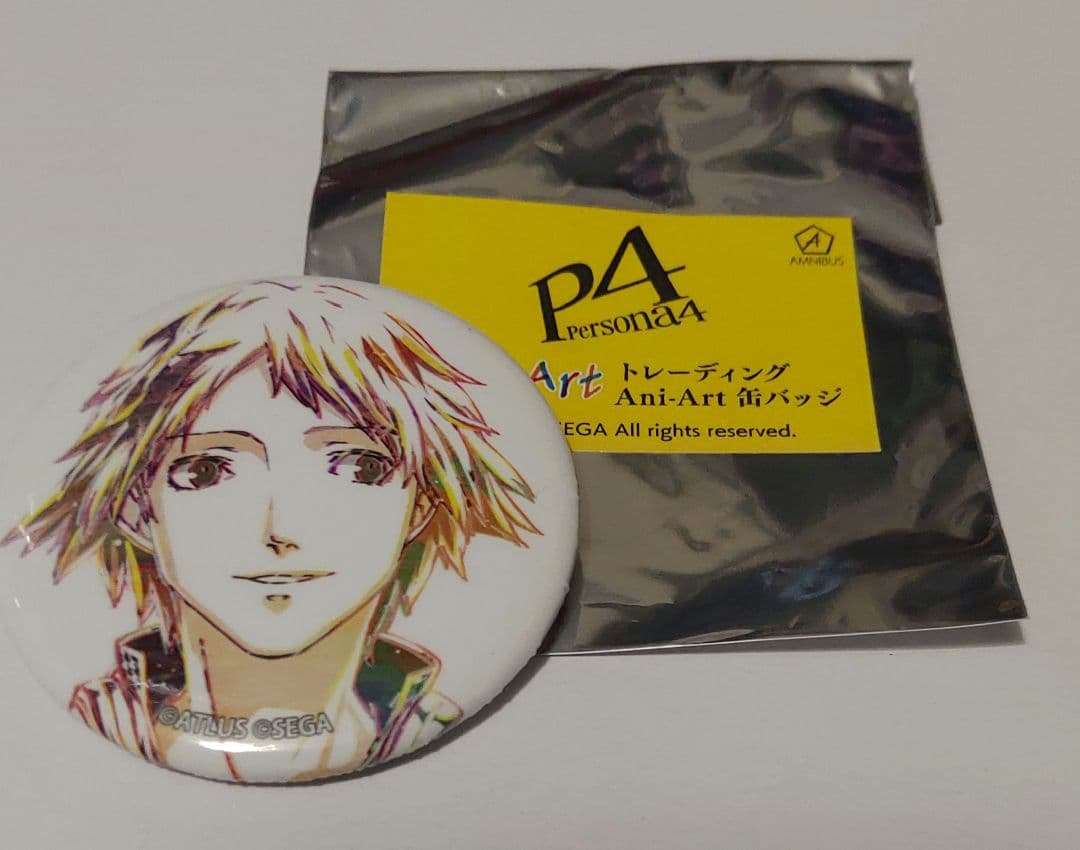 P4
Persona4
AMNIBUS
Art トレーディング
Ani-Art 缶バッジ
SEGA All rights reserved.
©ATLUS ©SEGA